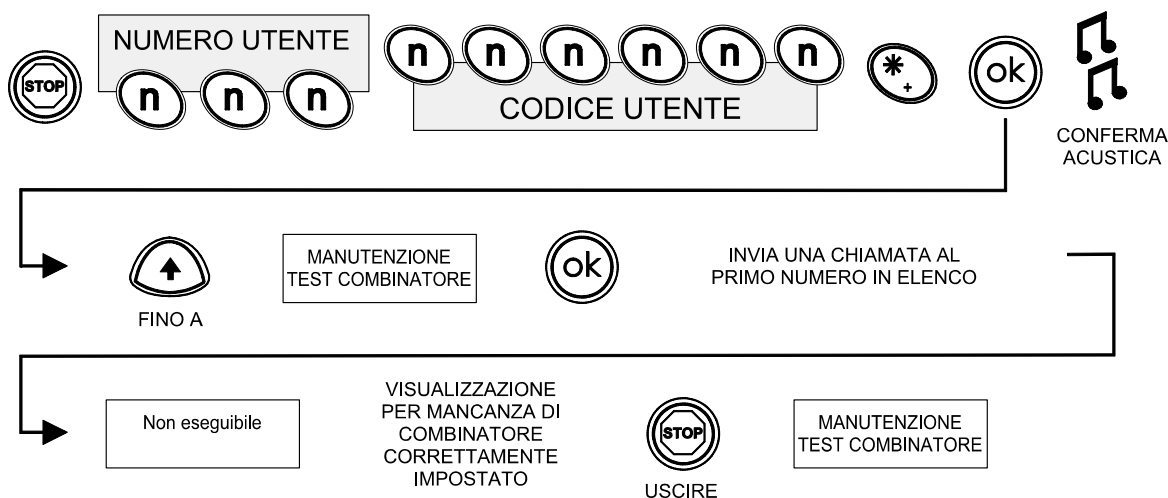 STOP
NUMERO UTENTE
n n n
n n n n n n
CODICE UTENTE
* +
ok
CONFERMA
ACUSTICA
FINO A
MANUTENZIONE
TEST COMBINATORE
ok
INVIA UNA CHIAMATA AL
PRIMO NUMERO IN ELENCO
Non eseguibile
VISUALIZZAZIONE
PER MANCANZA DI
COMBINATORE
CORRETTAMENTE
IMPOSTATO
STOP
USCIRE
MANUTENZIONE
TEST COMBINATORE